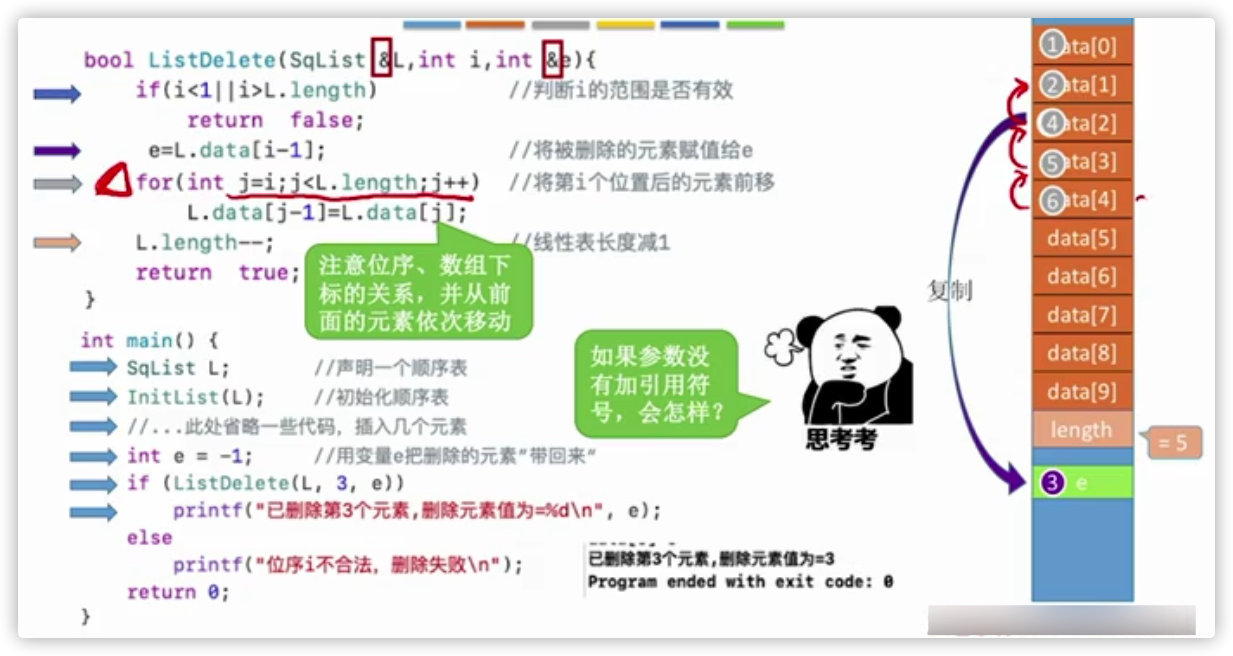 bool ListDelete(SqList &L,int i,int &e){
if(i<1||i>L.length) //判断i的范围是否有效
return false;
e=L.data[i-1]; //将被删除的元素赋值给e
for(int j=i;j<L.length;j++) //将第i个位置后的元素前移
L.data[j-1]=L.data[j];
L.length--; //线性表长度减1
return true;
}
注意位序、数组下
标的关系，并从前
面的元素依次移动
int main() {
SqList L; //声明一个顺序表
InitList(L); //初始化顺序表
//...此处省略一些代码，插入几个元素
int e = -1; //用变量e把删除的元素"带回来"
if (ListDelete(L, 3, e))
printf("已删除第3个元素,删除元素值为=%d\n", e);
else
printf("位序i不合法，删除失败\n");
return 0;
}
如果参数没
有加引用符
号，会怎样？
思考考
已删除第3个元素,删除元素值为=3
Program ended with exit code: 0
复制
1 ata[0]
2 ata[1]
4 ata[2]
5 ata[3]
6 ata[4]
data[5]
data[6]
data[7]
data[8]
data[9]
length
= 5
3 e